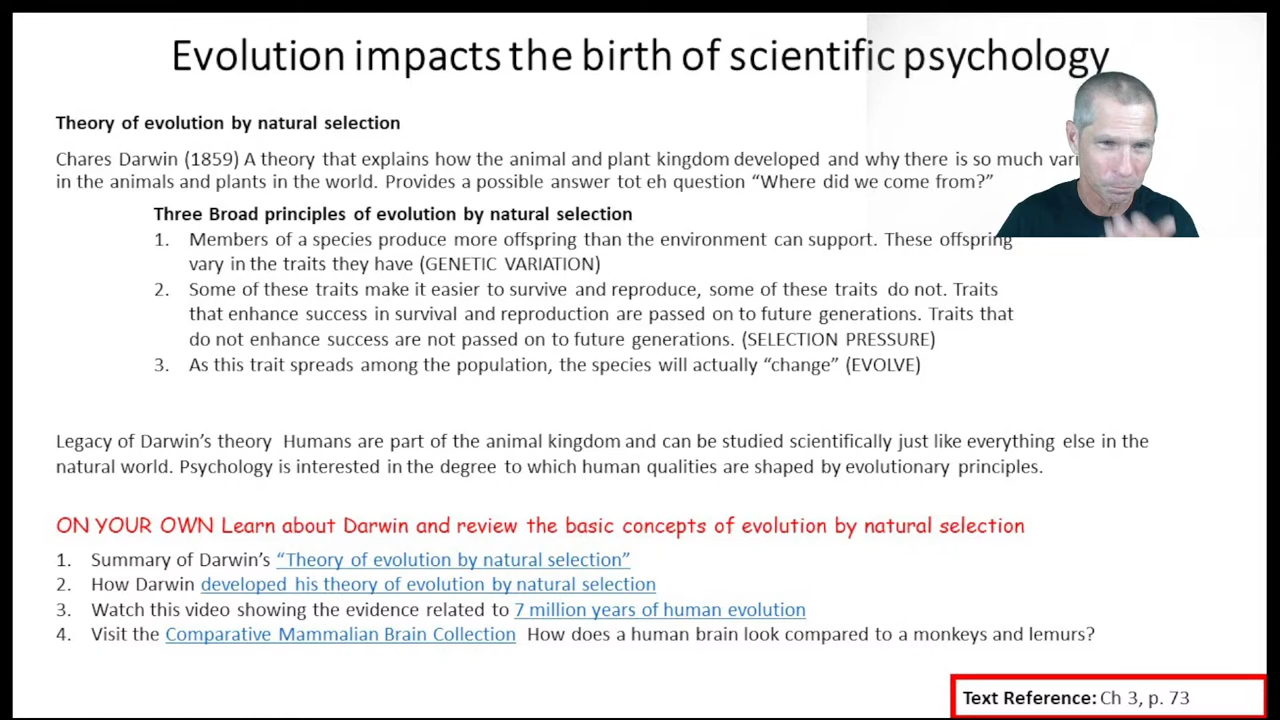 Evolution impacts the birth of scientific psychology
Theory of evolution by natural selection
Chares Darwin (1859) A theory that explains how the animal and plant kingdom developed and why there is so much
in the animals and plants in the world. Provides a possible answer tot eh question “Where did we come from?”
Three Broad principles of evolution by natural selection
1. Members of a species produce more offspring than the environment can support. These offspring
vary in the traits they have (GENETIC VARIATION)
2. Some of these traits make it easier to survive and reproduce, some of these traits do not. Traits
that enhance success in survival and reproduction are passed on to future generations. Traits that
do not enhance success are not passed on to future generations. (SELECTION PRESSURE)
3. As this trait spreads among the population, the species will actually “change” (EVOLVE)
Legacy of Darwin’s theory Humans are part of the animal kingdom and can be studied scientifically just like everything else in the
natural world. Psychology is interested in the degree to which human qualities are shaped by evolutionary principles.
ON YOUR OWN Learn about Darwin and review the basic concepts of evolution by natural selection
1. Summary of Darwin’s “Theory of evolution by natural selection”
2. How Darwin developed his theory of evolution by natural selection
3. Watch this video showing the evidence related to 7 million years of human evolution
4. Visit the Comparative Mammalian Brain Collection How does a human brain look compared to a monkeys and lemurs?
Text Reference: Ch 3, p. 73